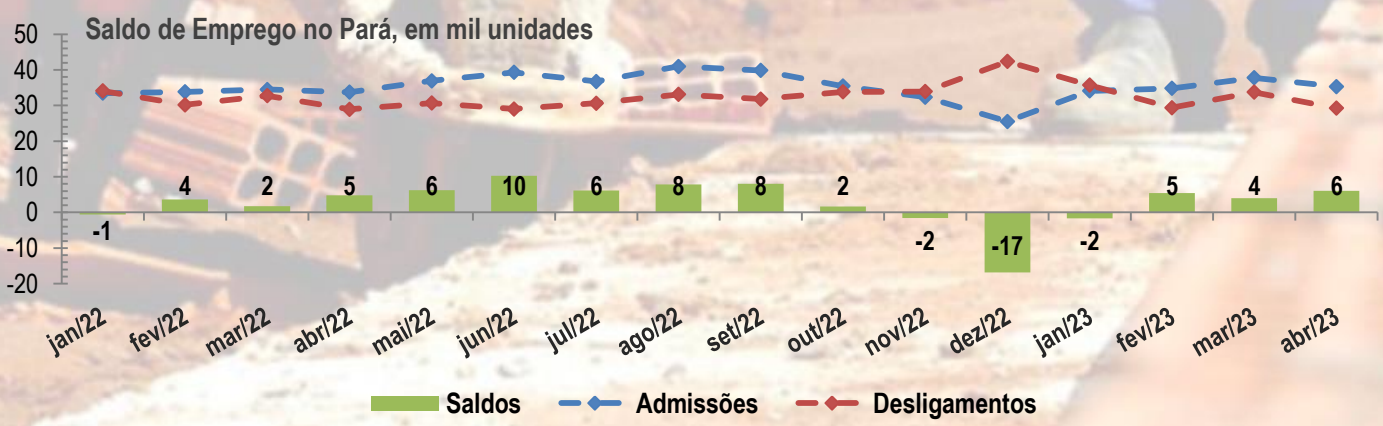 Saldo de Emprego no Pará, em mil unidades
50
40
30
20
10
0
-10
-20
-1
4
2
5
6
10
6
8
8
2
-2
-17
-2
5
4
6
jan/22
fev/22
mar/22
abr/22
mai/22
jun/22
jul/22
ago/22
set/22
out/22
nov/22
dez/22
jan/23
fev/23
mar/23
abr/23
Saldos Admissões Desligamentos